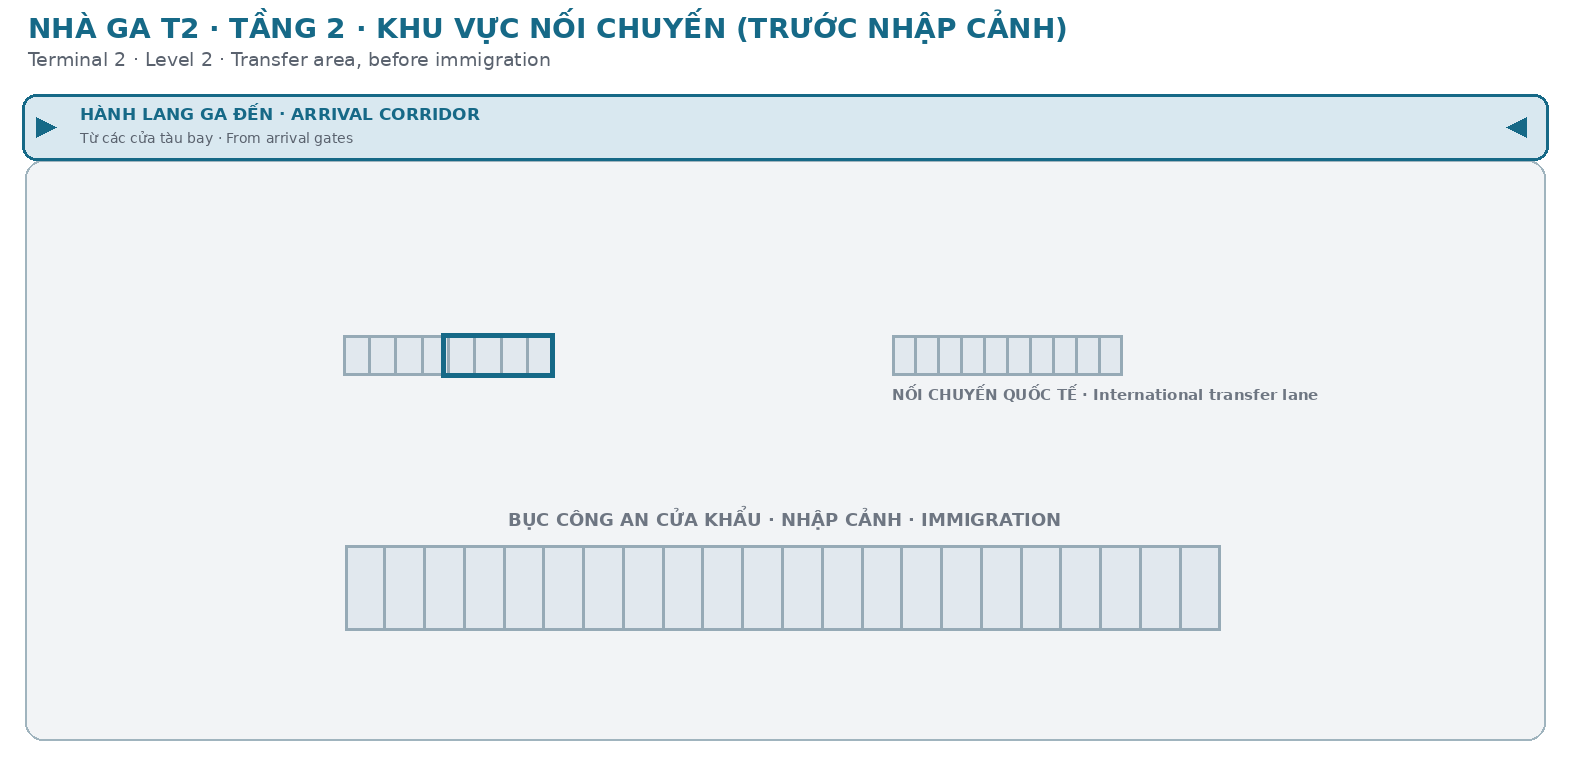 NHÀ GA T2 · TẦNG 2 · KHU VỰC NỐI CHUYẾN (TRƯỚC NHẬP CẢNH)
Terminal 2 · Level 2 · Transfer area, before immigration
HÀNH LANG GA ĐẾN · ARRIVAL CORRIDOR
Từ các cửa tàu bay · From arrival gates
NỐI CHUYẾN QUỐC TẾ · International transfer lane
BỤC CÔNG AN CỬA KHẨU · NHẬP CẢNH · IMMIGRATION